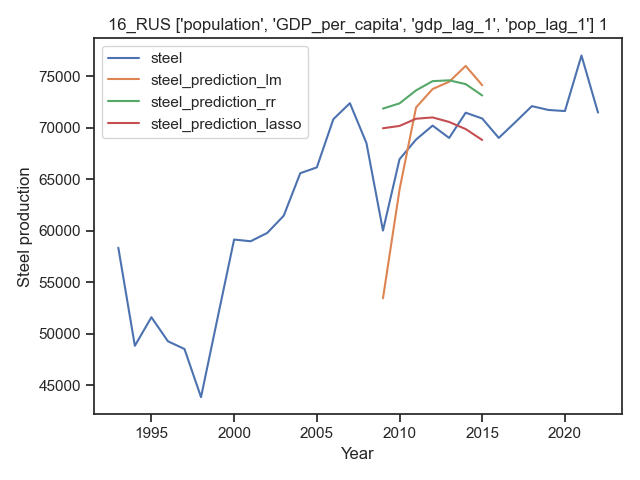 16_RUS ['population', 'GDP_per_capita', 'gdp_lag_1', 'pop_lag_1'] 1
steel
steel_prediction_lm
steel_prediction_rr
steel_prediction_lasso
Steel production
75000
70000
65000
60000
55000
50000
45000
1995
2000
2005
2010
2015
2020
Year